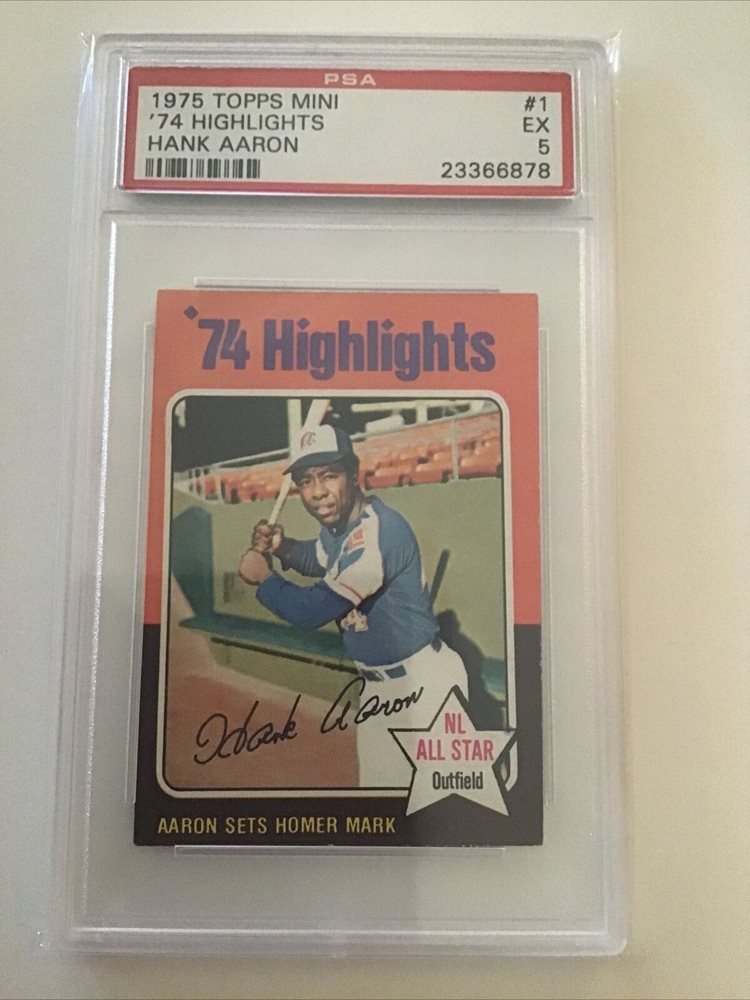 PSA
1975 TOPPS MINI #1
'74 HIGHLIGHTS EX
HANK AARON 5
23366878
'74 Highlights
a
44
Hank Aaron
NL
ALL STAR
Outfield
AARON SETS HOMER MARK